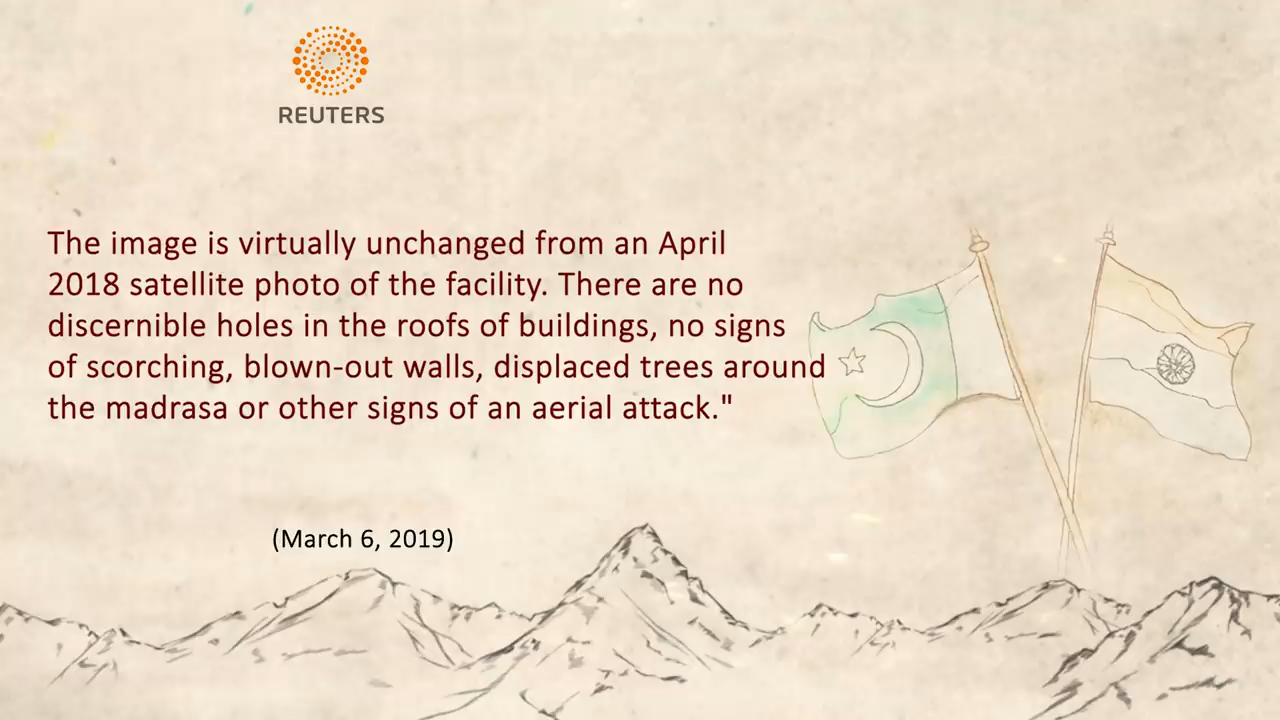 REUTERS
The image is virtually unchanged from an April
2018 satellite photo of the facility. There are no
discernible holes in the roofs of buildings, no signs
of scorching, blown-out walls, displaced trees around
the madrasa or other signs of an aerial attack."
(March 6, 2019)